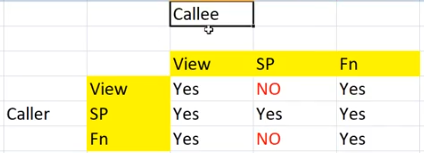 Callee
View SP Fn
View Yes NO Yes
Caller SP Yes Yes Yes
Fn Yes NO Yes